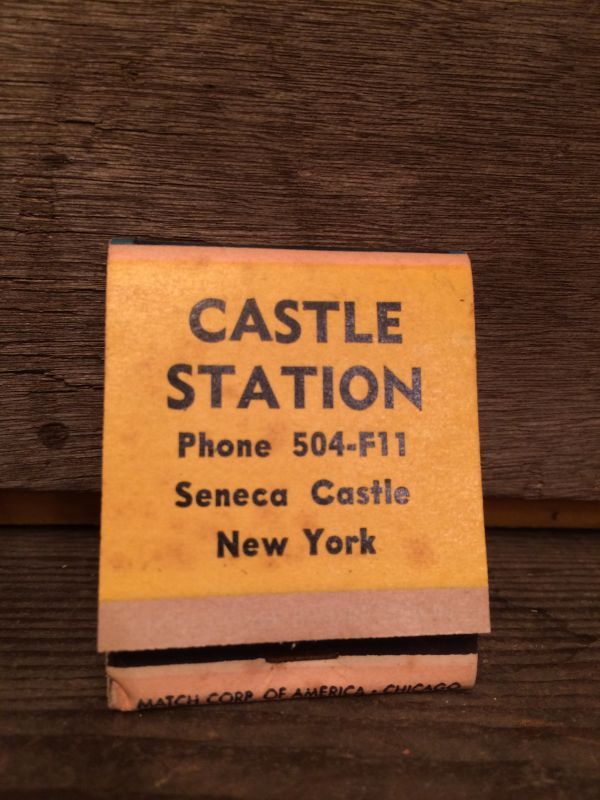 CASTLE
STATION
Phone 504-F11
Seneca Castle
New York
MATCH CORP. OF AMERICA • CHICAGO